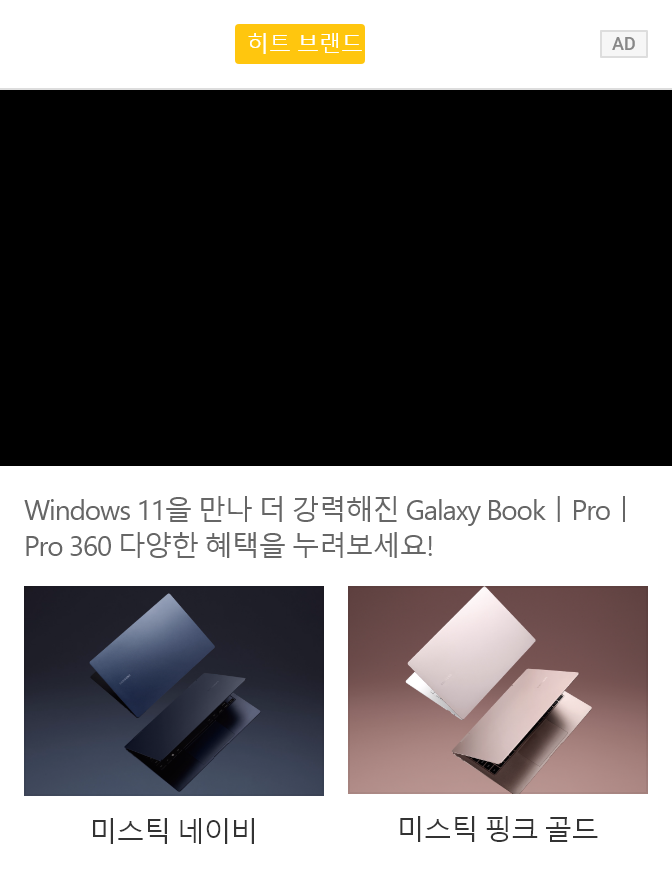 히트 브랜드
AD
Windows 11을 만나 더 강력해진 Galaxy Book | Pro |
Pro 360 다양한 혜택을 누려보세요!
미스틱 네이비
미스틱 핑크 골드